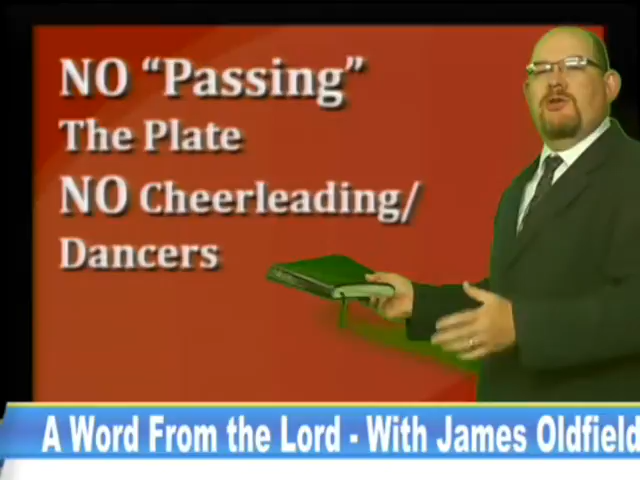 NO “Passing”
The Plate
NO Cheerleading/
Dancers
A Word From the Lord - With James Oldfield